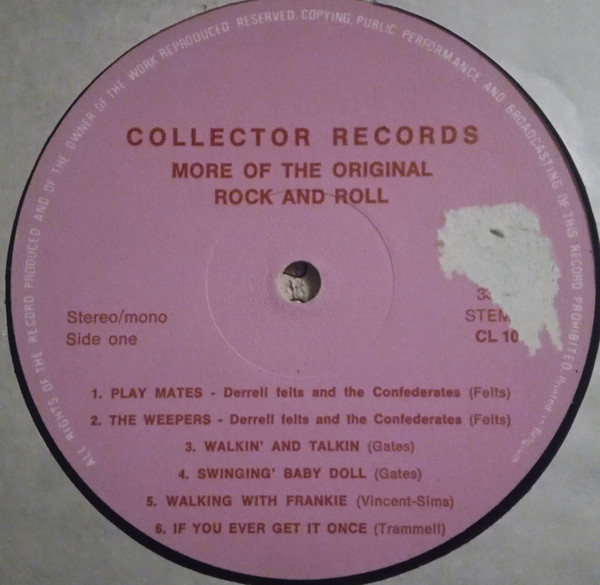 ALL RIGHTS OF THE RECORD PRODUCED AND OF THE OWNER OF THE WORK REPRODUCED RESERVED. COPYING, PUBLIC PERFORMANCE AND BROADCASTING OF THIS RECORD PROHIBITED. Printed in Belgium
COLLECTOR RECORDS
MORE OF THE ORIGINAL
ROCK AND ROLL
Stereo/mono
Side one
STEM
CL 10
1. PLAY MATES - Derrell felts and the Confederates (Felts)
2. THE WEEPERS - Derrell felts and the Confederates (Felts)
3. WALKIN' AND TALKIN (Gates)
4. SWINGING' BABY DOLL (Gates)
5. WALKING WITH FRANKIE (Vincent-Sims)
6. IF YOU EVER GET IT ONCE (Trammell)